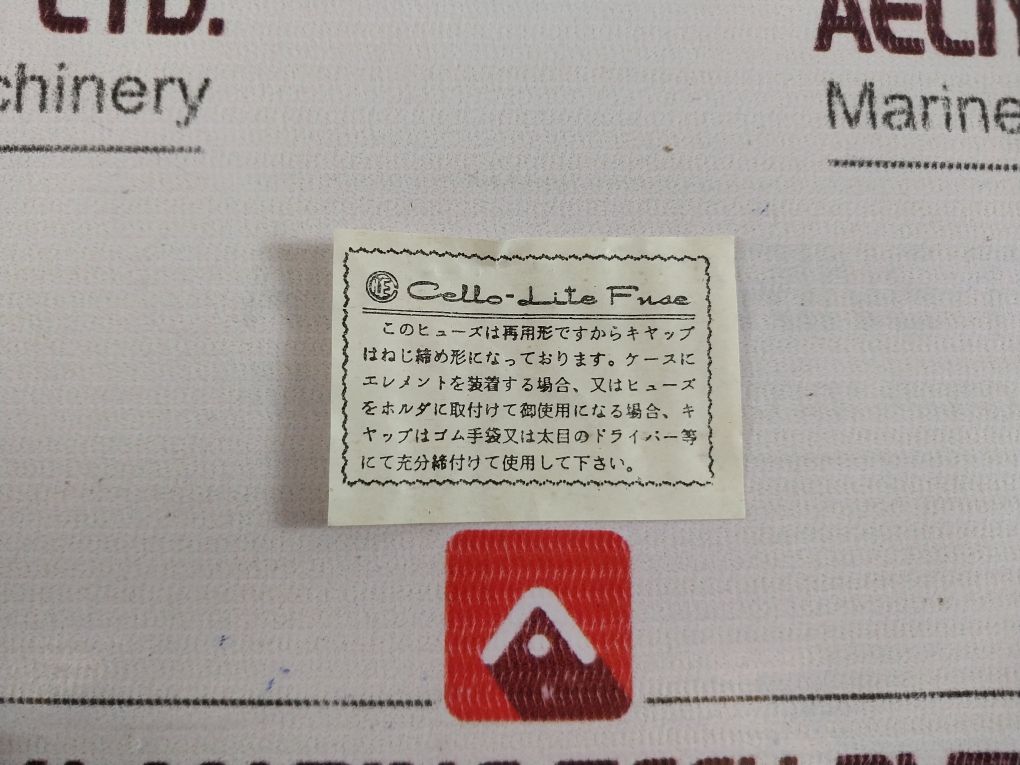 LTD.
AELIY
chinery
Marine
Cello-Lite Fuse
このヒューズは再用形ですからキャップ
はねじ締め形になっております。ケースに
エレメントを装着する場合、又はヒューズ
をホルダに取付けて御使用になる場合、キ
ャップはゴム手袋又は太目のドライバー等
にて充分締付けて使用して下さい。